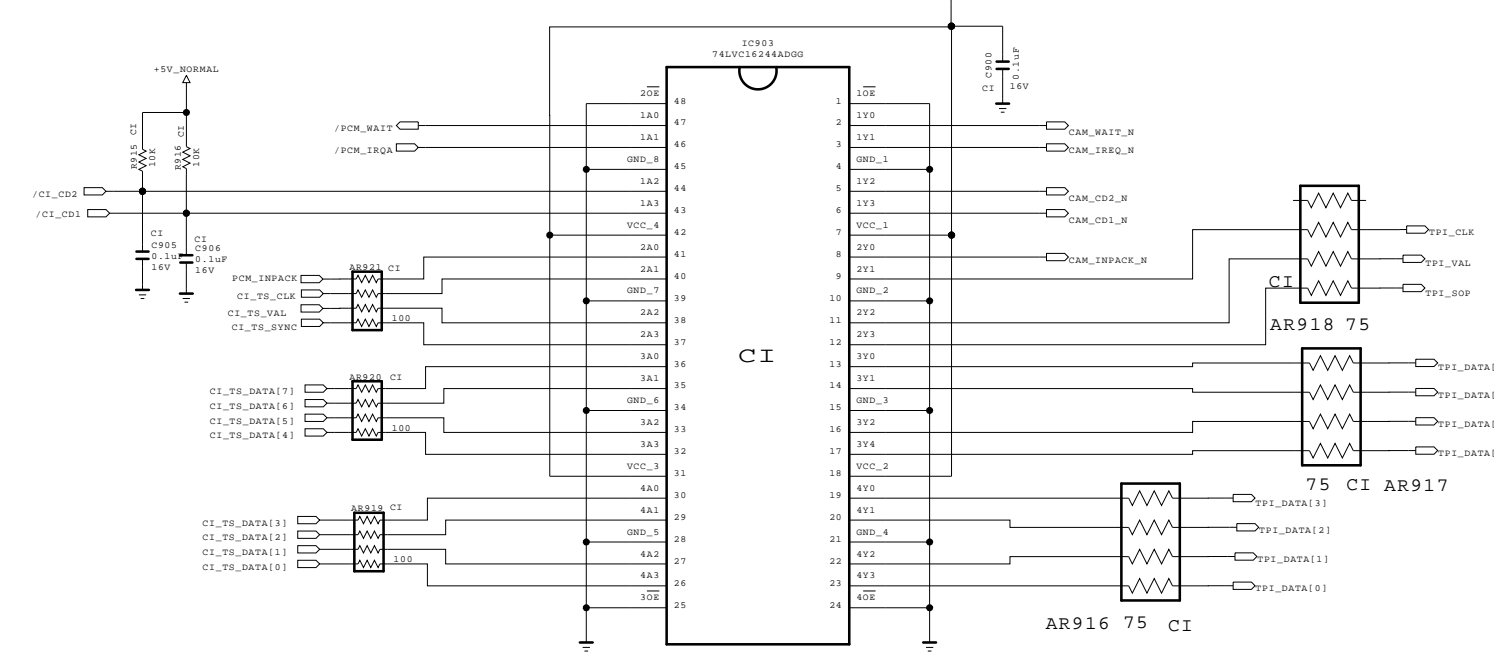 IC903
74LVC16244ADGG
C900
0.1uF
CI
16V
+5V_NORMAL
R915
CI
10K
R916
CI
10K
/PCM_WAIT
/PCM_IRQA
/CI_CD2
/CI_CD1
CI
C905
0.1uF
16V
CI
C906
0.1uF
16V
AR921 CI
PCM_INPACK
CI_TS_CLK
CI_TS_VAL
CI_TS_SYNC
100
AR920 CI
CI_TS_DATA[7]
CI_TS_DATA[6]
CI_TS_DATA[5]
CI_TS_DATA[4]
100
AR919 CI
CI_TS_DATA[3]
CI_TS_DATA[2]
CI_TS_DATA[1]
CI_TS_DATA[0]
100
2OE 48
1A0 47
1A1 46
GND_8 45
1A2 44
1A3 43
VCC_4 42
2A0 41
2A1 40
GND_7 39
2A2 38
2A3 37
3A0 36
3A1 35
GND_6 34
3A2 33
3A3 32
VCC_3 31
4A0 30
4A1 29
GND_5 28
4A2 27
4A3 26
3OE 25
CI
1 1OE
2 1Y0
3 1Y1
4 GND_1
5 1Y2
6 1Y3
7 VCC_1
8 2Y0
9 2Y1
10 GND_2
11 2Y2
12 2Y3
13 3Y0
14 3Y1
15 GND_3
16 3Y2
17 3Y4
18 VCC_2
19 4Y0
20 4Y1
21 GND_4
22 4Y2
23 4Y3
24 4OE
CAM_WAIT_N
CAM_IREQ_N
CAM_CD2_N
CAM_CD1_N
CAM_INPACK_N
TPI_CLK
TPI_VAL
TPI_SOP
CI
AR918 75
TPI_DATA[
TPI_DATA[
TPI_DATA[
TPI_DATA[
75 CI AR917
TPI_DATA[3]
TPI_DATA[2]
TPI_DATA[1]
TPI_DATA[0]
AR916 75 CI